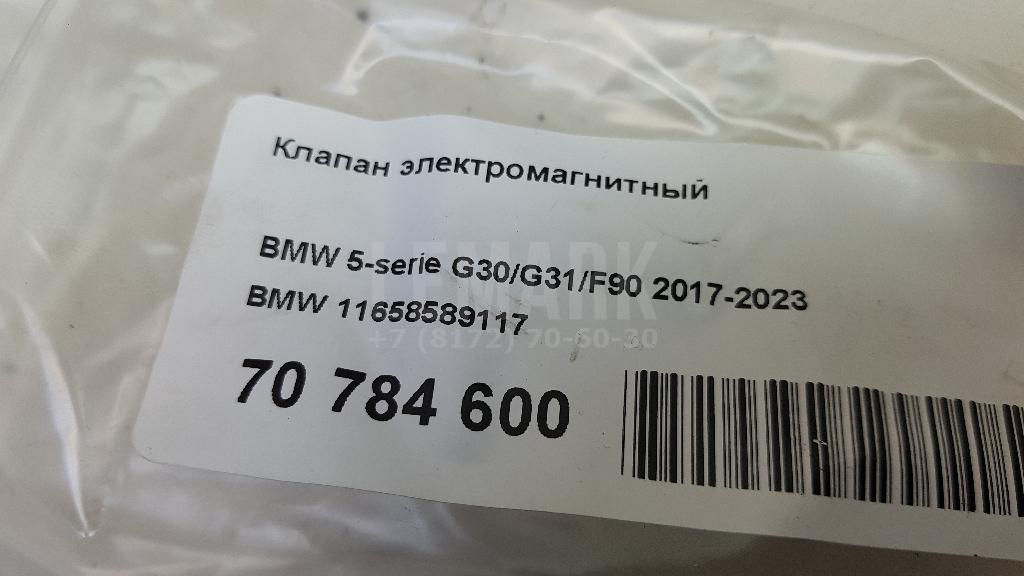 Клапан электромагнитный
BMW 5-serie G30/G31/F90 2017-2023
BMW 11658589117
LEMARK
+7 (8172) 70-60-30
70 784 600